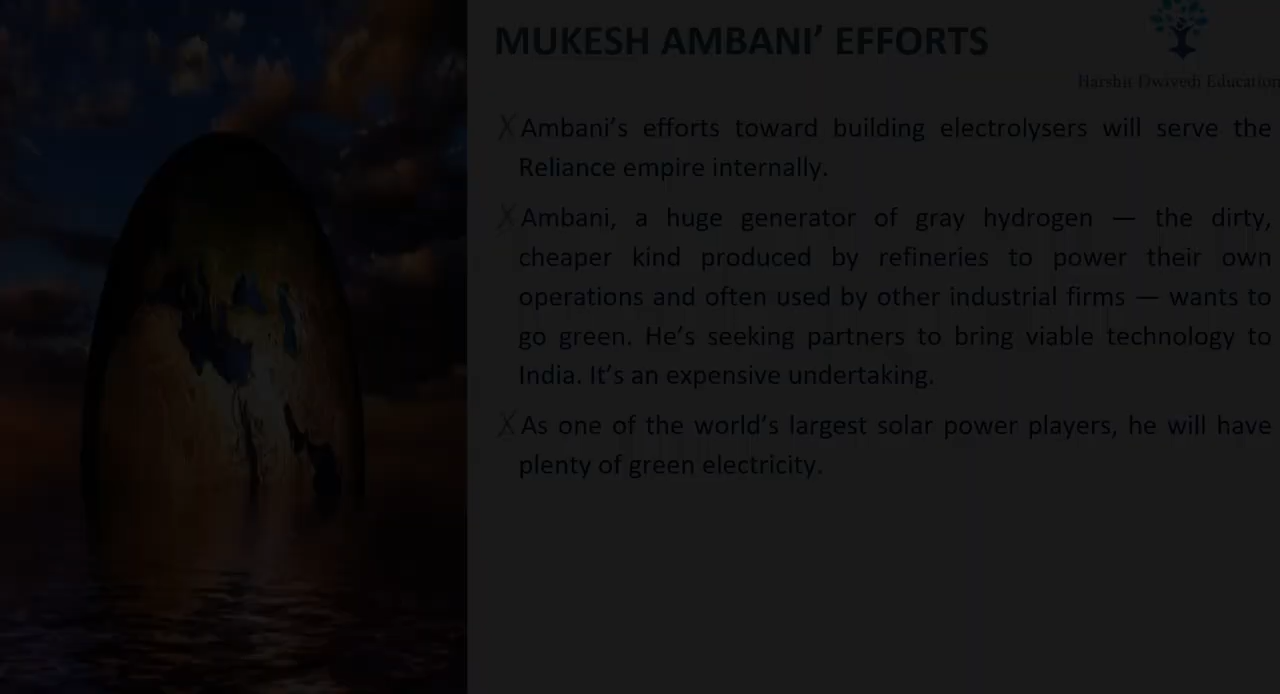 MUKESH AMBANI’ EFFORTS
Harshit Dwivedi Education
Ambani’s efforts toward building electrolysers will serve the
Reliance empire internally.
Ambani, a huge generator of gray hydrogen — the dirty,
cheaper kind produced by refineries to power their own
operations and often used by other industrial firms — wants to
go green. He’s seeking partners to bring viable technology to
India. It’s an expensive undertaking.
As one of the world’s largest solar power players, he will have
plenty of green electricity.